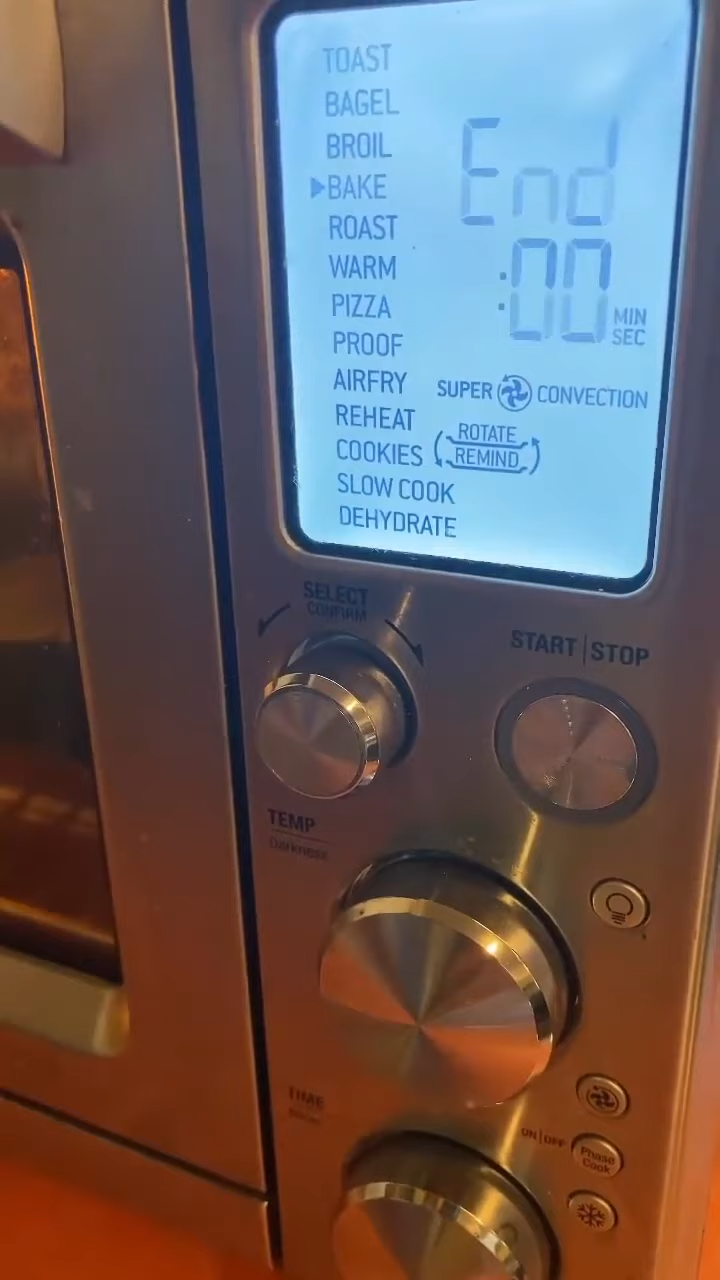 TOAST
BAGEL
BROIL
BAKE
ROAST
WARM
PIZZA
PROOF
AIRFRY
REHEAT
COOKIES
SLOW COOK
DEHYDRATE
End
:00
MIN
SEC
SUPER CONVECTION
ROTATE
REMIND
SELECT
CONFIRM
START | STOP
TEMP
Darkness
TIME
ON | OFF
Phase
Cook